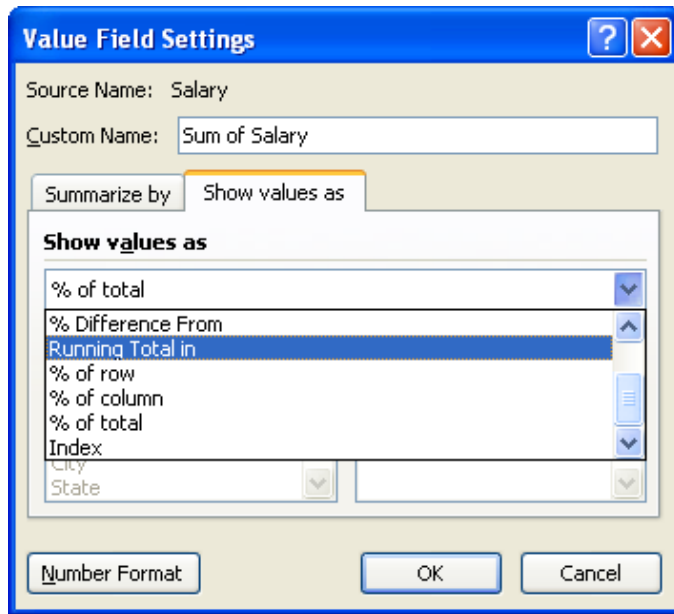 Value Field Settings
Source Name: Salary
Custom Name: Sum of Salary
Summarize by Show values as
Show values as
% of total
% Difference From
Running Total in
% of row
% of column
% of total
Index
City
State
Number Format OK Cancel